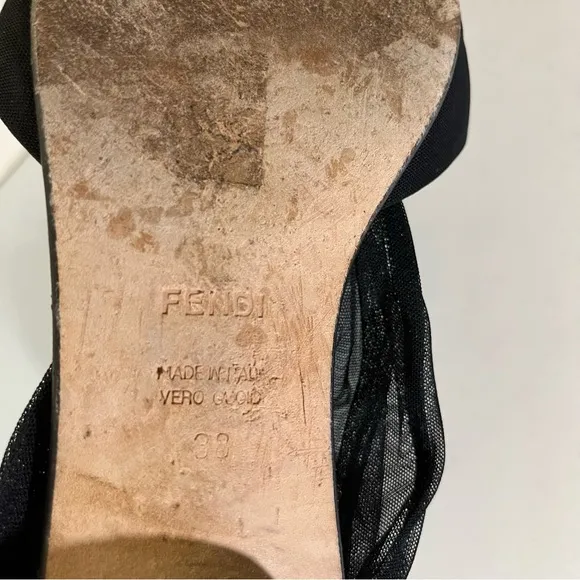 FENDI
MADE IN ITALY
VERO CUOIO
38